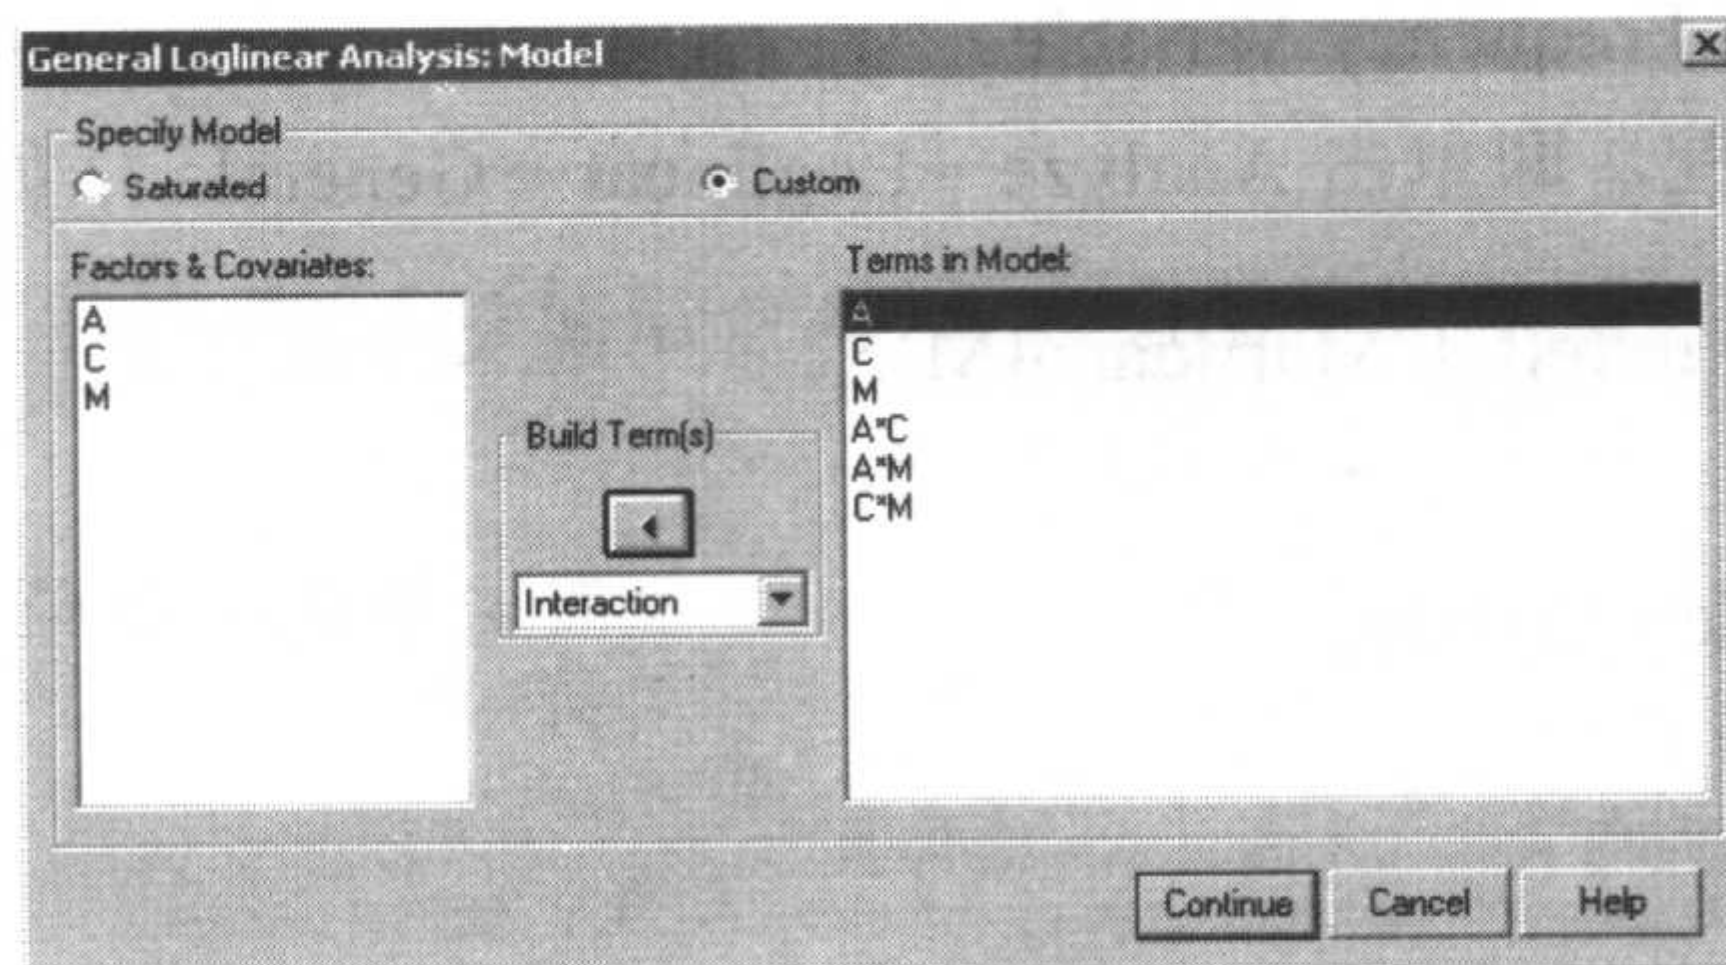 General Loglinear Analysis: Model
Specify Model
Saturated
Custom
Factors & Covariates:
A
C
M
Build Term(s)
Interaction
Terms in Model:
A
C
M
A*C
A*M
C*M
Continue
Cancel
Help